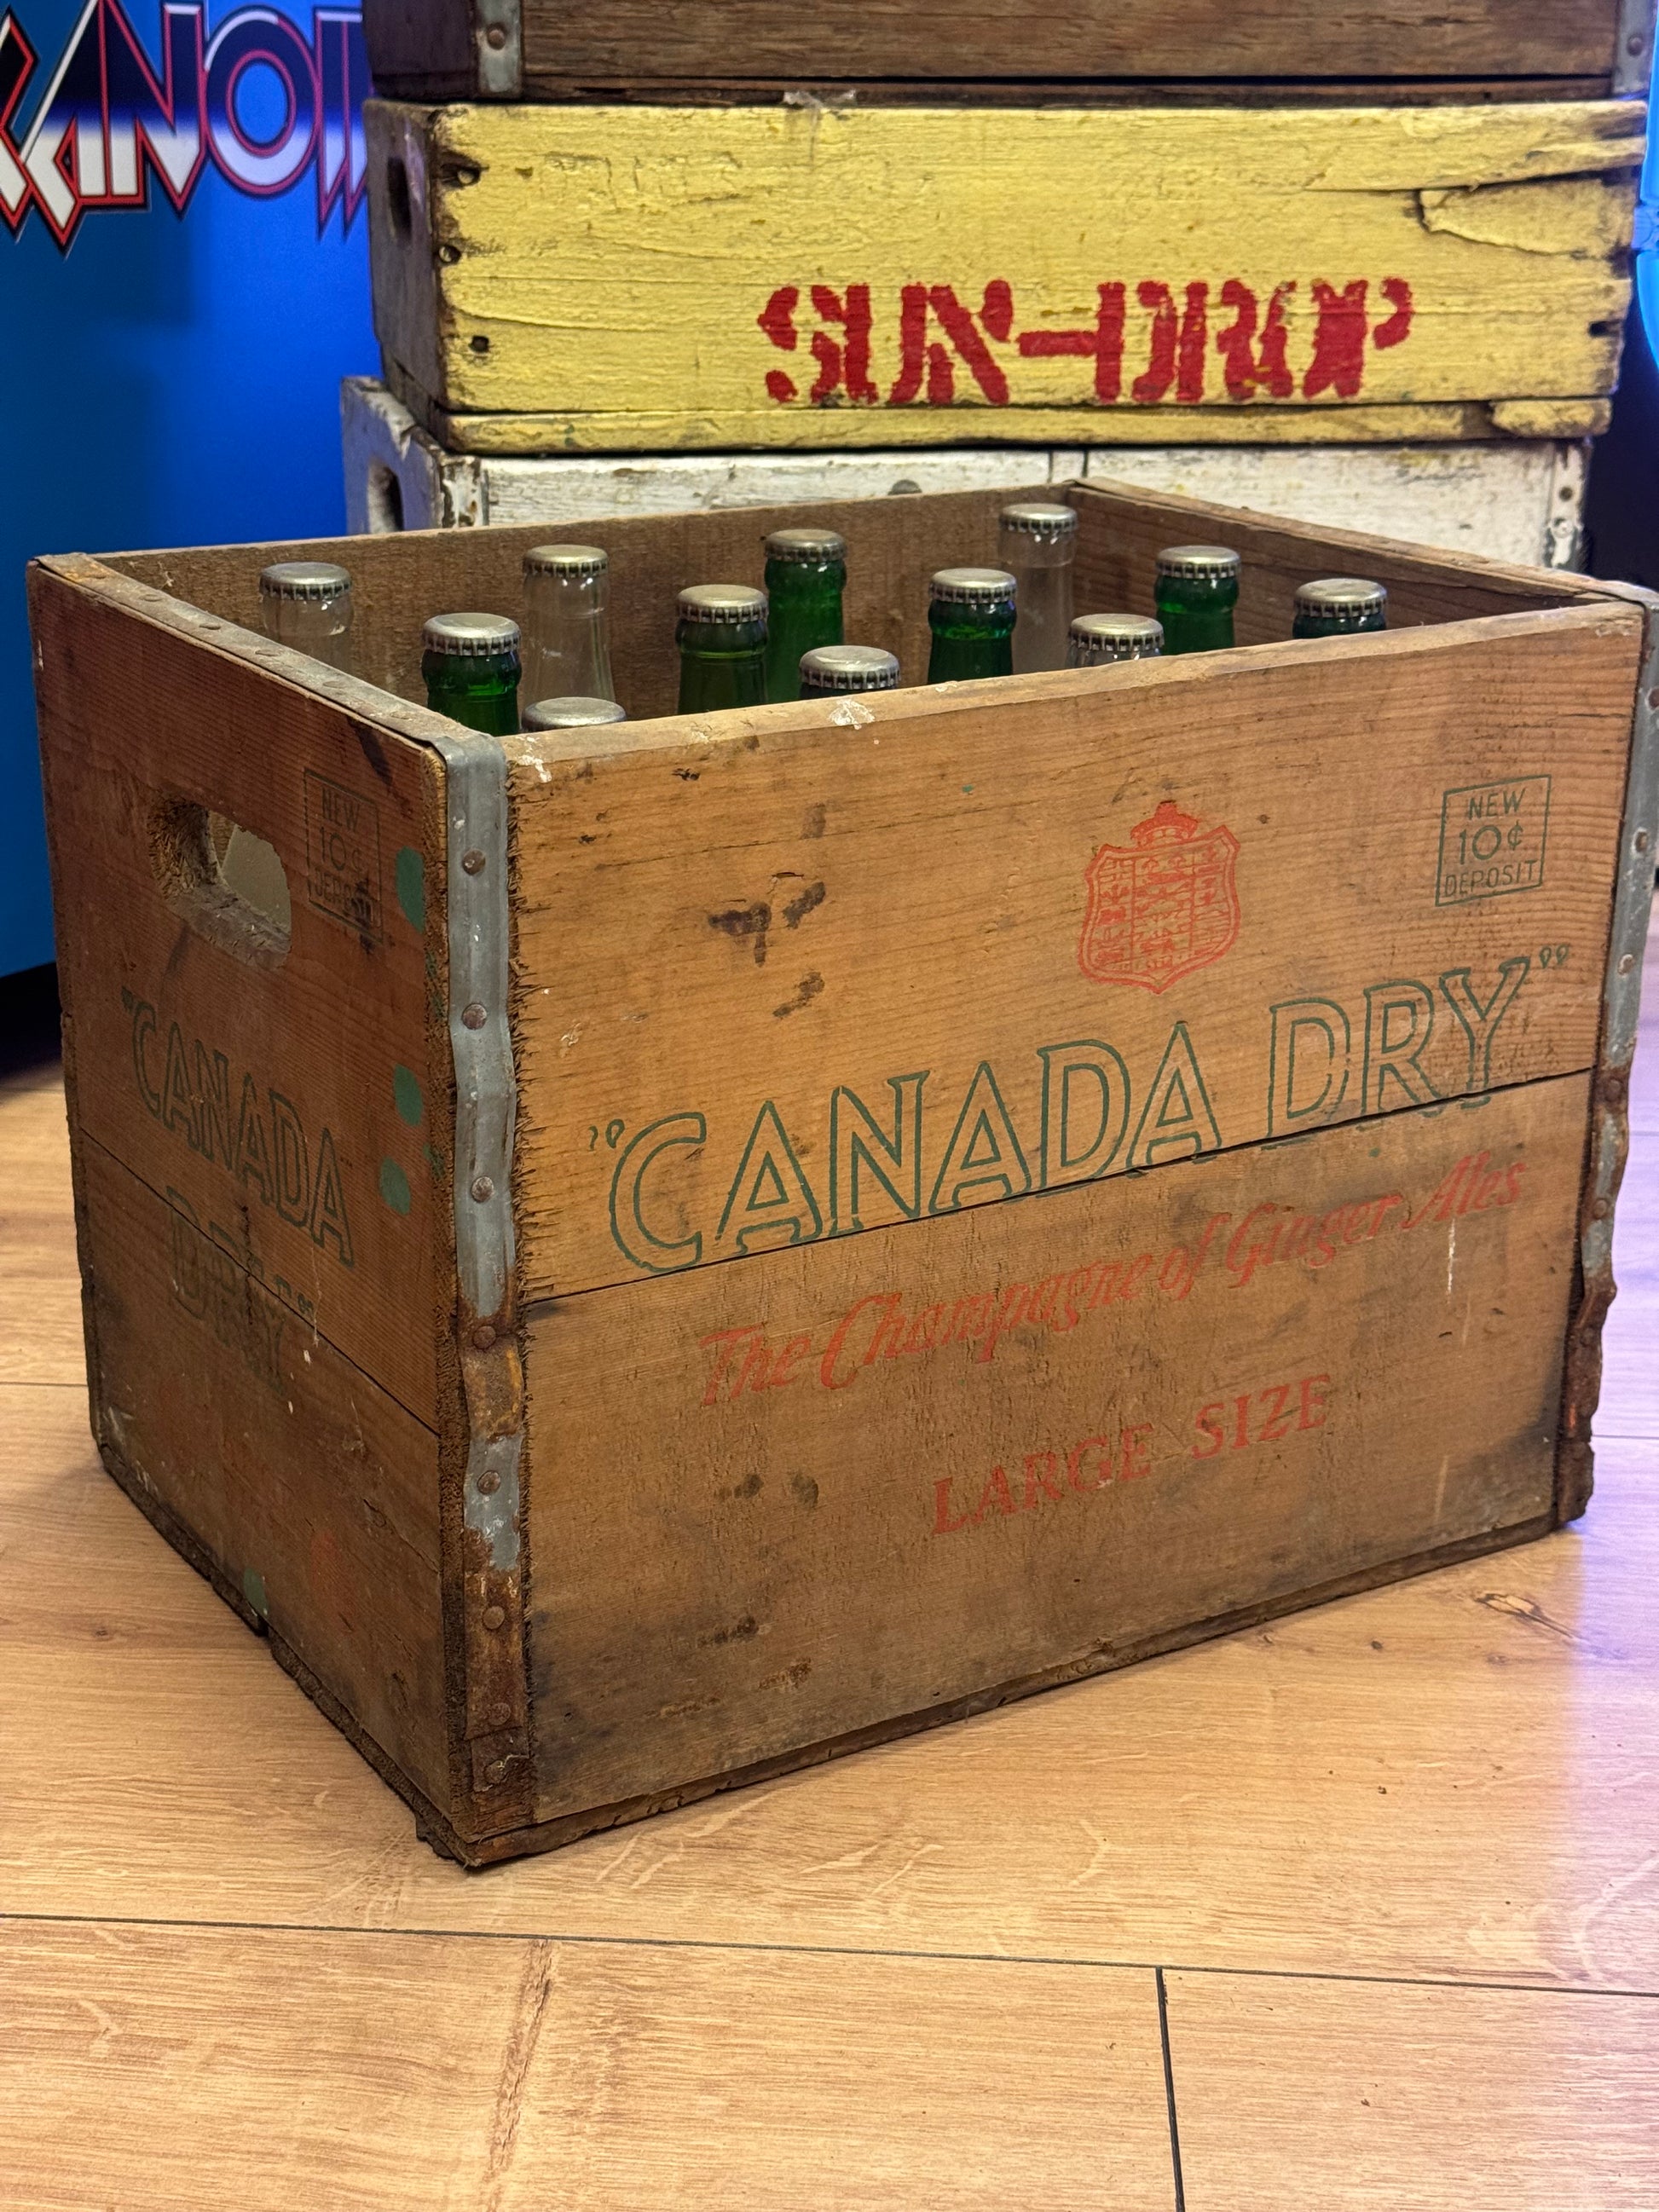 SUN-DROP
NEW
10¢
DEPOSIT
"CANADA
DRY"
NEW
10¢
DEPOSIT
"CANADA DRY"
The Champagne of Ginger Ales
LARGE SIZE